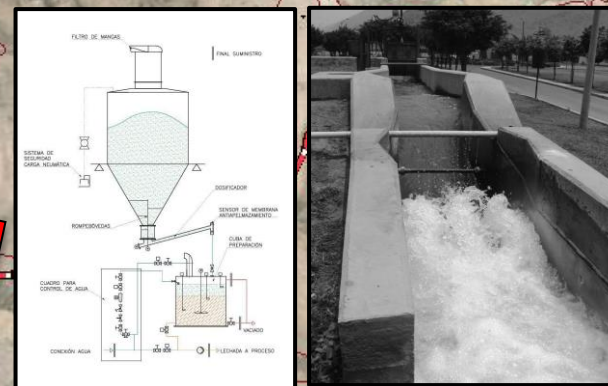 FILTRO DE MANGAS
FINAL SUMINISTRO
SISTEMA DE
SEGURIDAD
CARGA NEUMÁTICA
DOSIFICADOR
SENSOR DE MEMBRANA
ANTIAPELMAZAMIENTO
ROMPEBÓVEDAS
CUBA DE
PREPARACIÓN
CUADRO PARA
CONTROL DE AGUA
VACIADO
CONEXIÓN AGUA
LECHADA A PROCESO